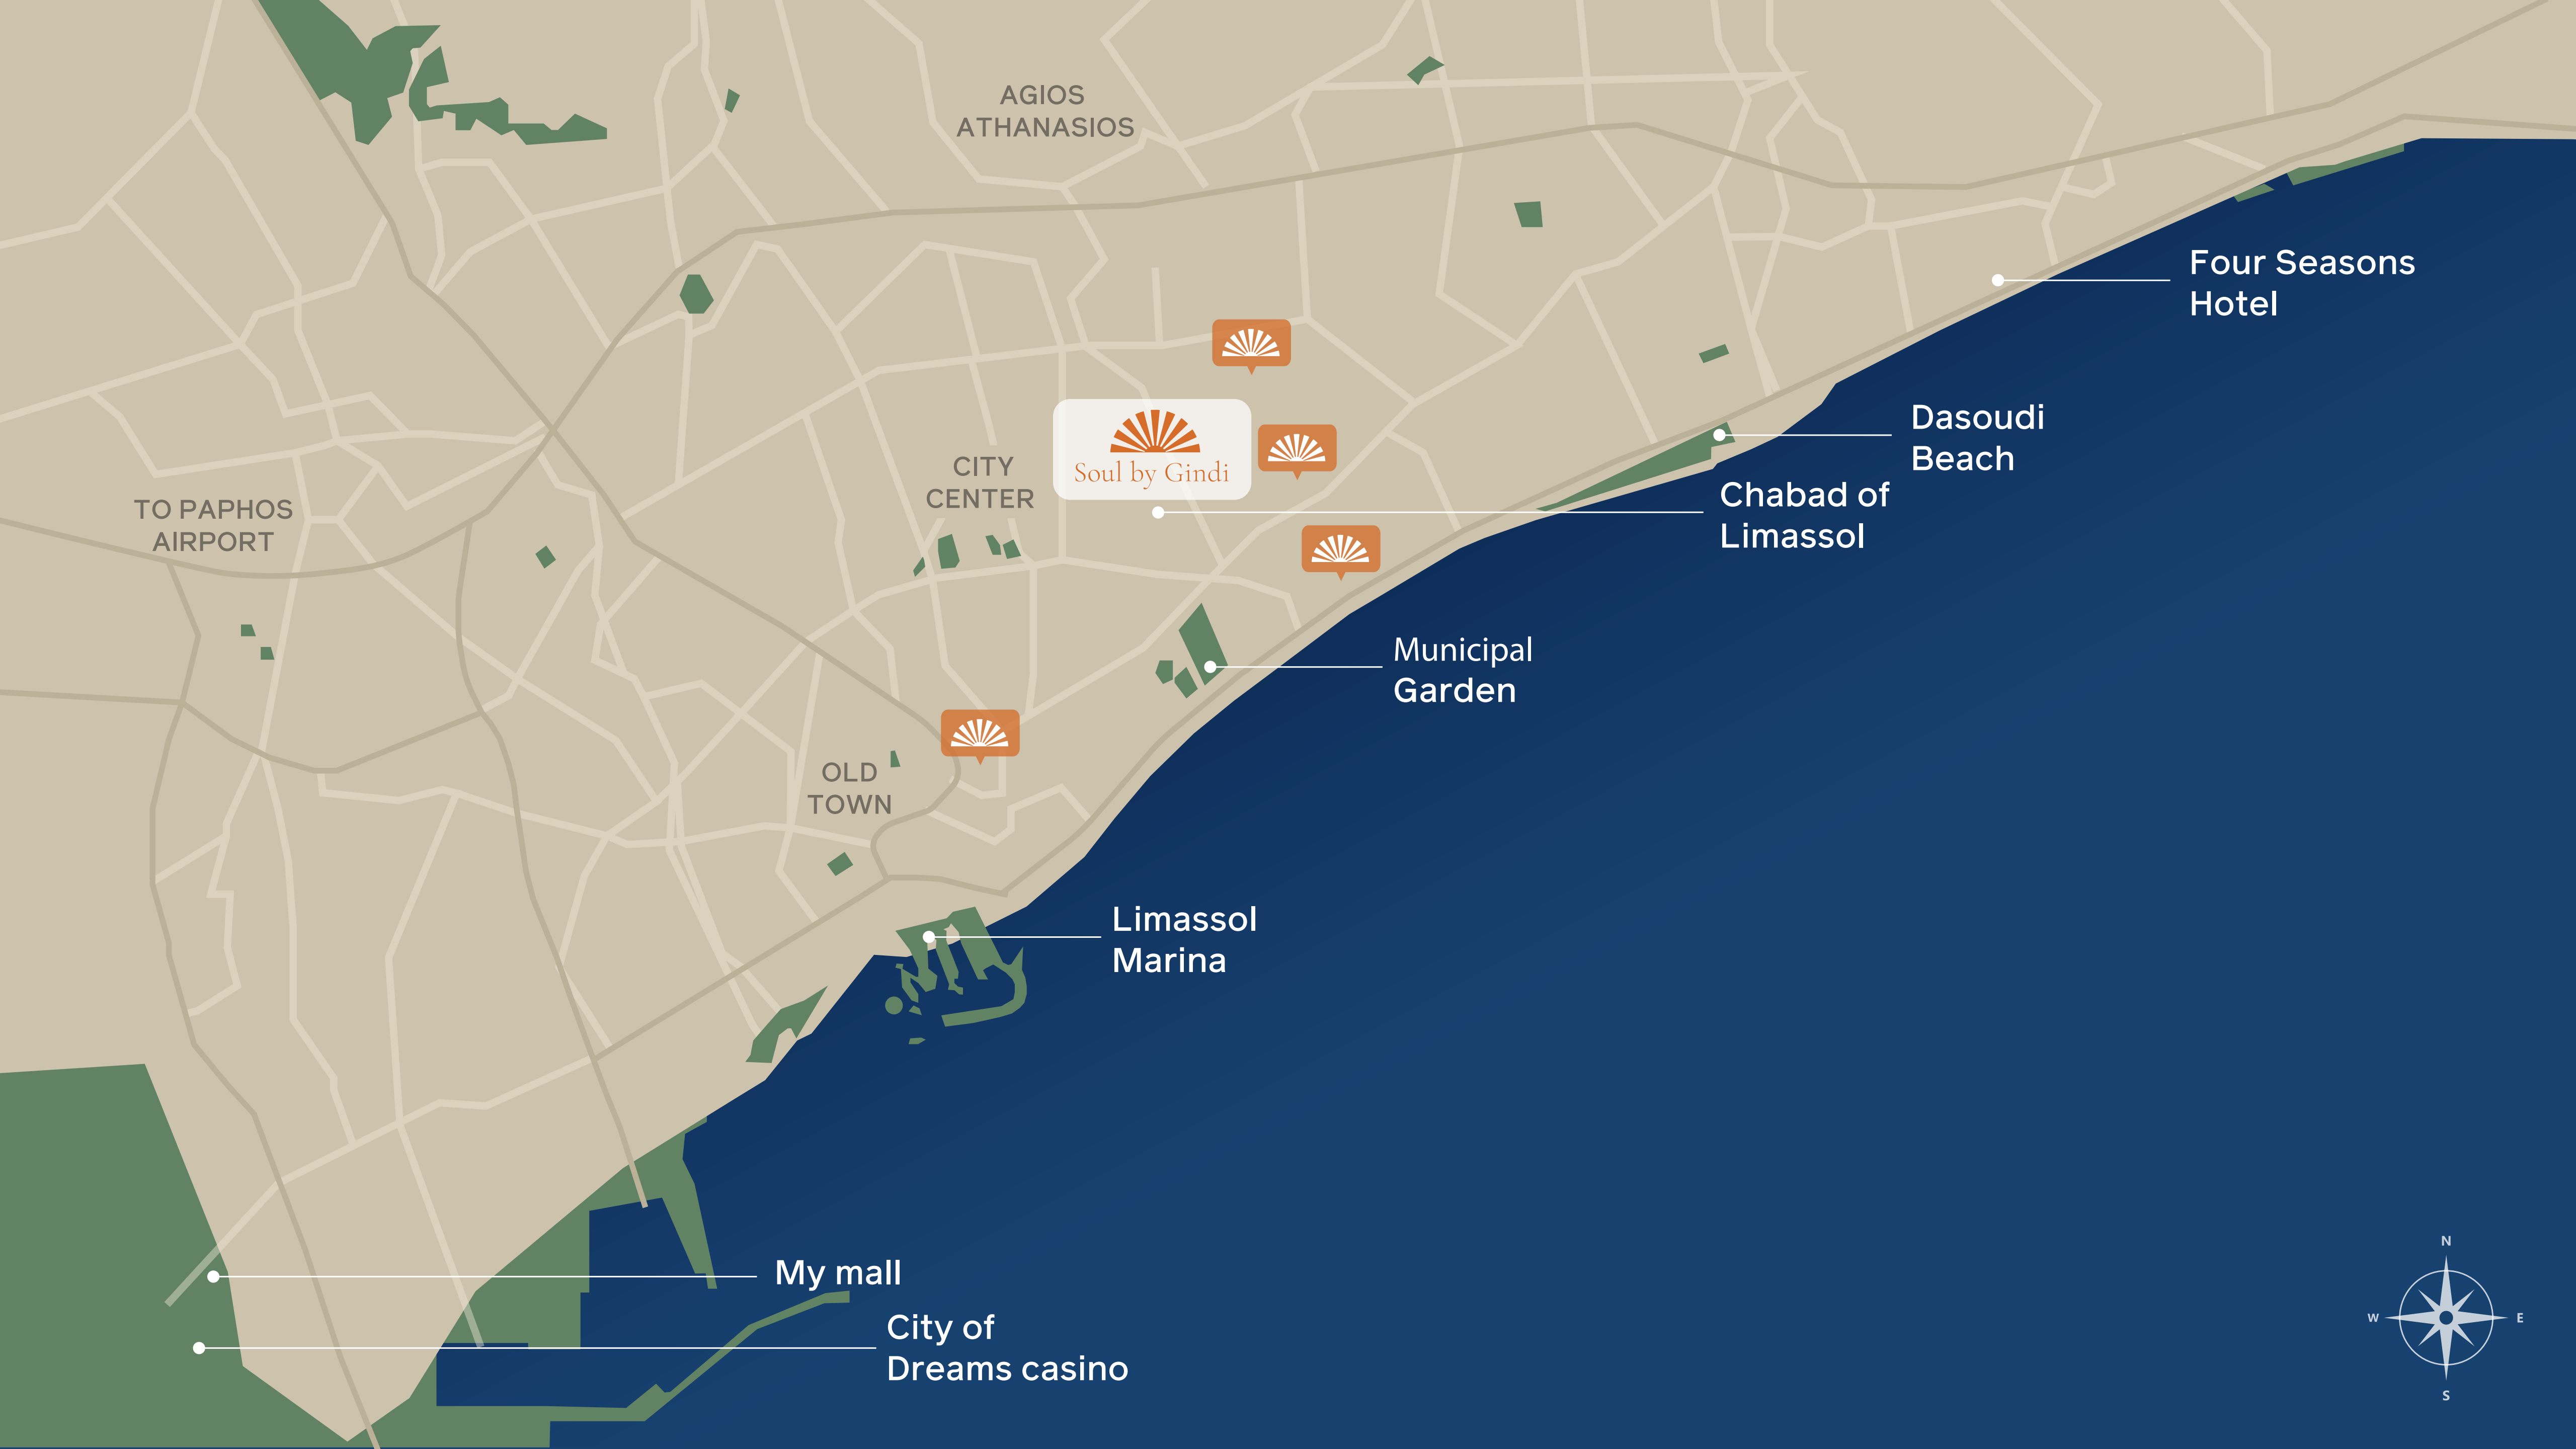 AGIOS
ATHANASIOS
Four Seasons
Hotel
Dasoudi
Beach
Soul by Gindi
CITY
CENTER
Chabad of
Limassol
TO PAPHOS
AIRPORT
Municipal
Garden
OLD
TOWN
Limassol
Marina
My mall
City of
Dreams casino
N
W
E
S